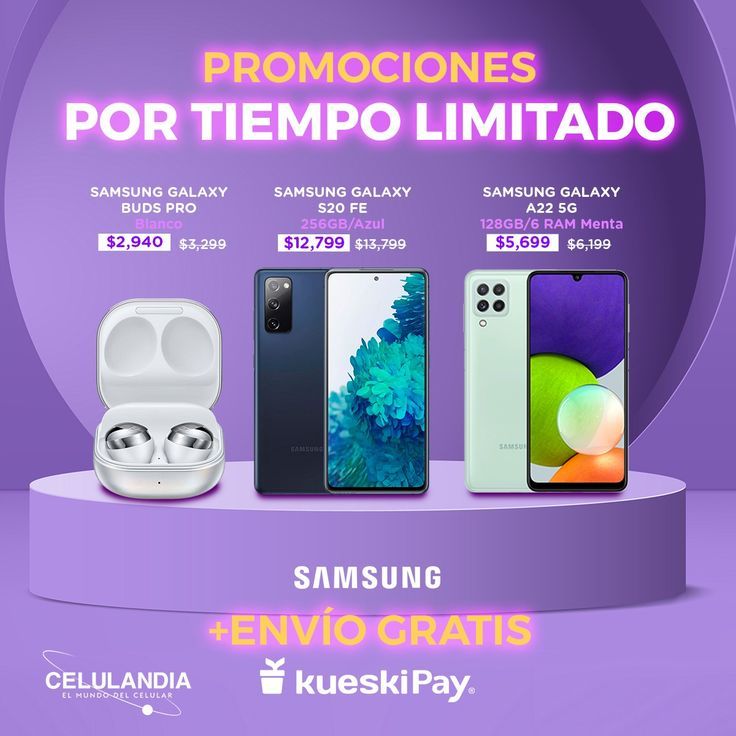 PROMOCIONES
POR TIEMPO LIMITADO
SAMSUNG GALAXY
BUDS PRO
Blanco
$2,940 $3,299
SAMSUNG GALAXY
S20 FE
256GB/Azul
$12,799 $13,799
SAMSUNG GALAXY
A22 5G
128GB/6 RAM Menta
$5,699 $6,199
SAMSUNG
SAMSUNG
SAMSUNG
+ENVÍO GRATIS
CELULANDIA
EL MUNDO DEL CELULAR
kueskiPay®